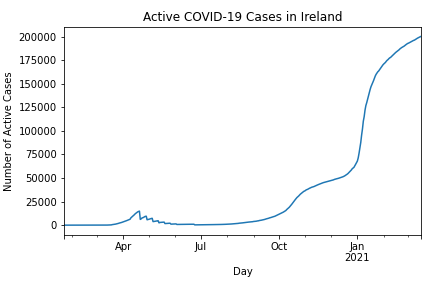 Active COVID-19 Cases in Ireland
200000
175000
150000
125000
100000
75000
50000
25000
0
Number of Active Cases
Apr
Jul
Oct
Jan
2021
Day